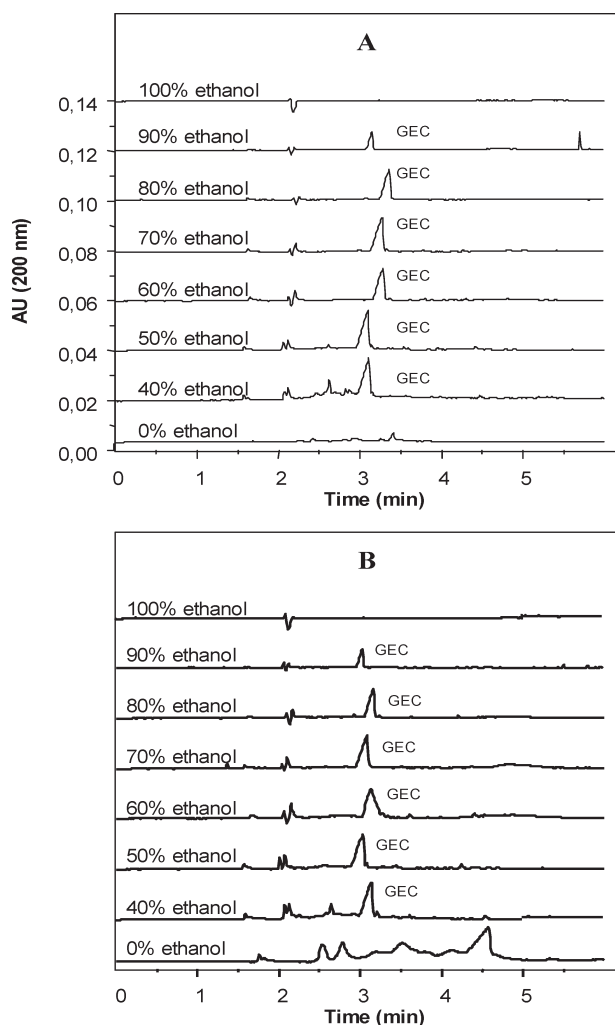 A
100% ethanol
0,14
90% ethanol
GEC
0,12
80% ethanol
GEC
0,10
70% ethanol
GEC
0,08
60% ethanol
GEC
0,06
50% ethanol
GEC
0,04
40% ethanol
GEC
0,02
0% ethanol
0,00
AU (200 nm)
0 1 2 3 4 5
Time (min)
B
100% ethanol
90% ethanol
GEC
80% ethanol
GEC
70% ethanol
GEC
60% ethanol
GEC
50% ethanol
GEC
40% ethanol
GEC
0% ethanol
0 1 2 3 4 5
Time (min)